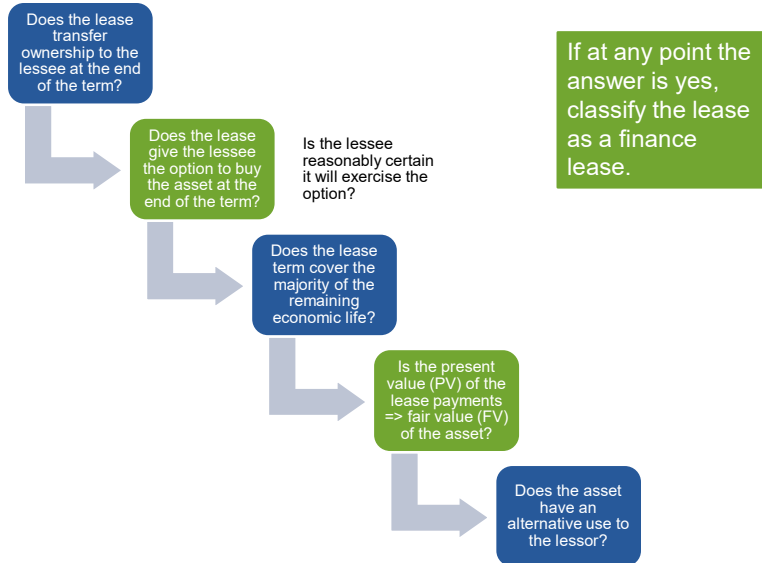 Does the lease
transfer
ownership to the
lessee at the end
of the term?
If at any point the
answer is yes,
classify the lease
as a finance
lease.
Does the lease
give the lessee
the option to buy
the asset at the
end of the term?
Is the lessee
reasonably certain
it will exercise the
option?
Does the lease
term cover the
majority of the
remaining
economic life?
Is the present
value (PV) of the
lease payments
=> fair value (FV)
of the asset?
Does the asset
have an
alternative use to
the lessor?